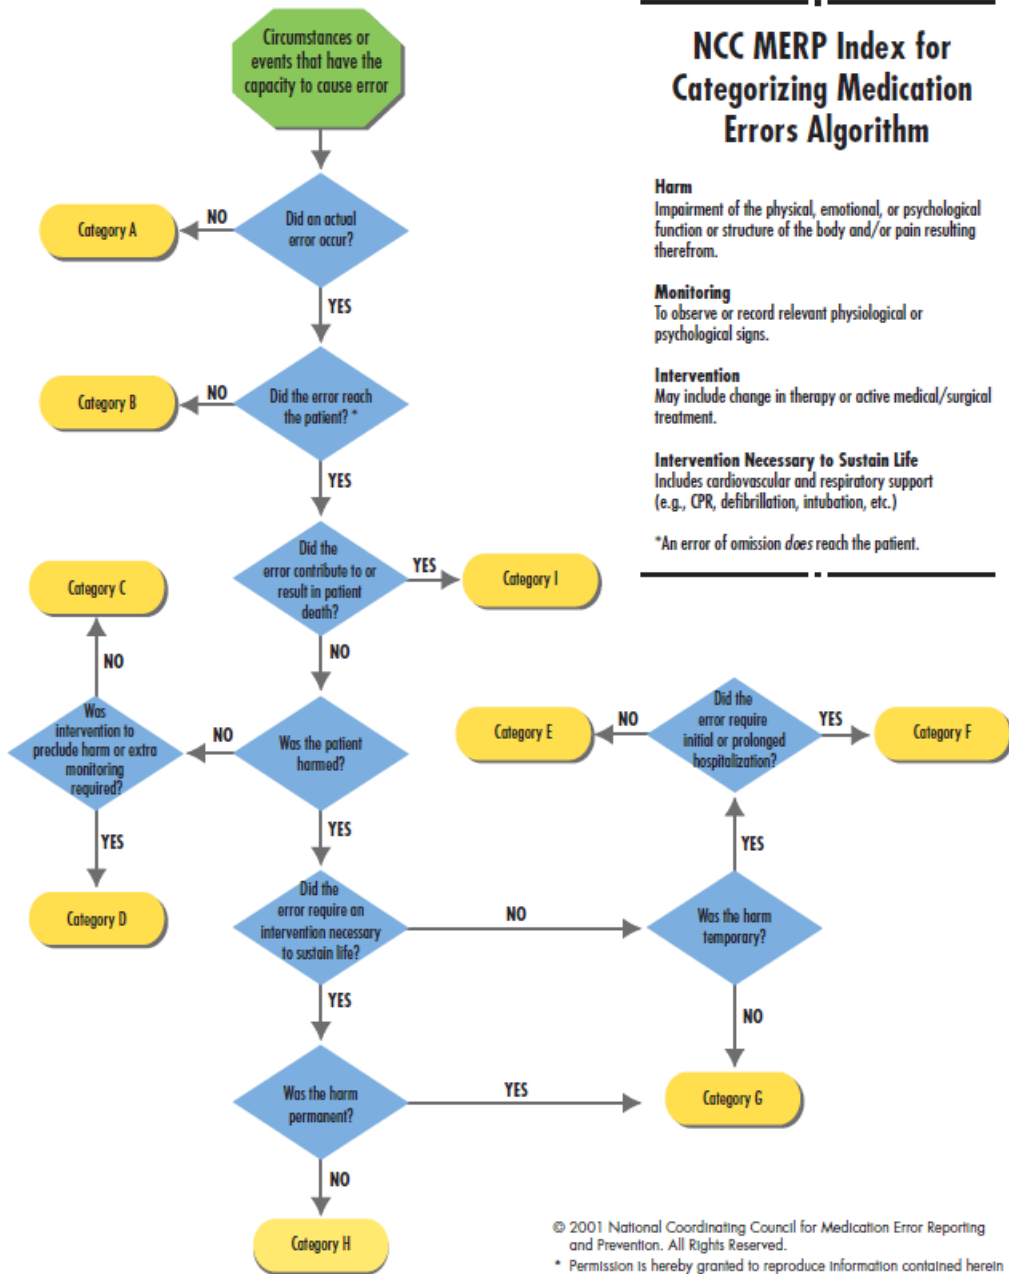 Circumstances or
events that have the
capacity to cause error
NCC MERP Index for
Categorizing Medication
Errors Algorithm
Harm
Impairment of the physical, emotional, or psychological
function or structure of the body and/or pain resulting
therefrom.
Monitoring
To observe or record relevant physiological or
psychological signs.
Intervention
May include change in therapy or active medical/surgical
treatment.
Intervention Necessary to Sustain Life
Includes cardiovascular and respiratory support
(e.g., CPR, defibrillation, intubation, etc.)
*An error of omission does reach the patient.
Did an actual
error occur?
NO
Category A
YES
Did the error reach
the patient? *
NO
Category B
YES
Did the
error contribute to or
result in patient
death?
YES
Category I
NO
Was the patient
harmed?
NO
Was
intervention to
preclude harm or extra
monitoring
required?
NO
Category C
YES
Category D
YES
Did the
error require an
intervention necessary
to sustain life?
NO
Was the harm
temporary?
YES
Did the
error require
initial or prolonged
hospitalization?
NO
Category E
YES
Category F
NO
Category G
YES
Was the harm
permanent?
YES
NO
Category H
© 2001 National Coordinating Council for Medication Error Reporting
and Prevention. All Rights Reserved.
* Permission is hereby granted to reproduce information contained herein